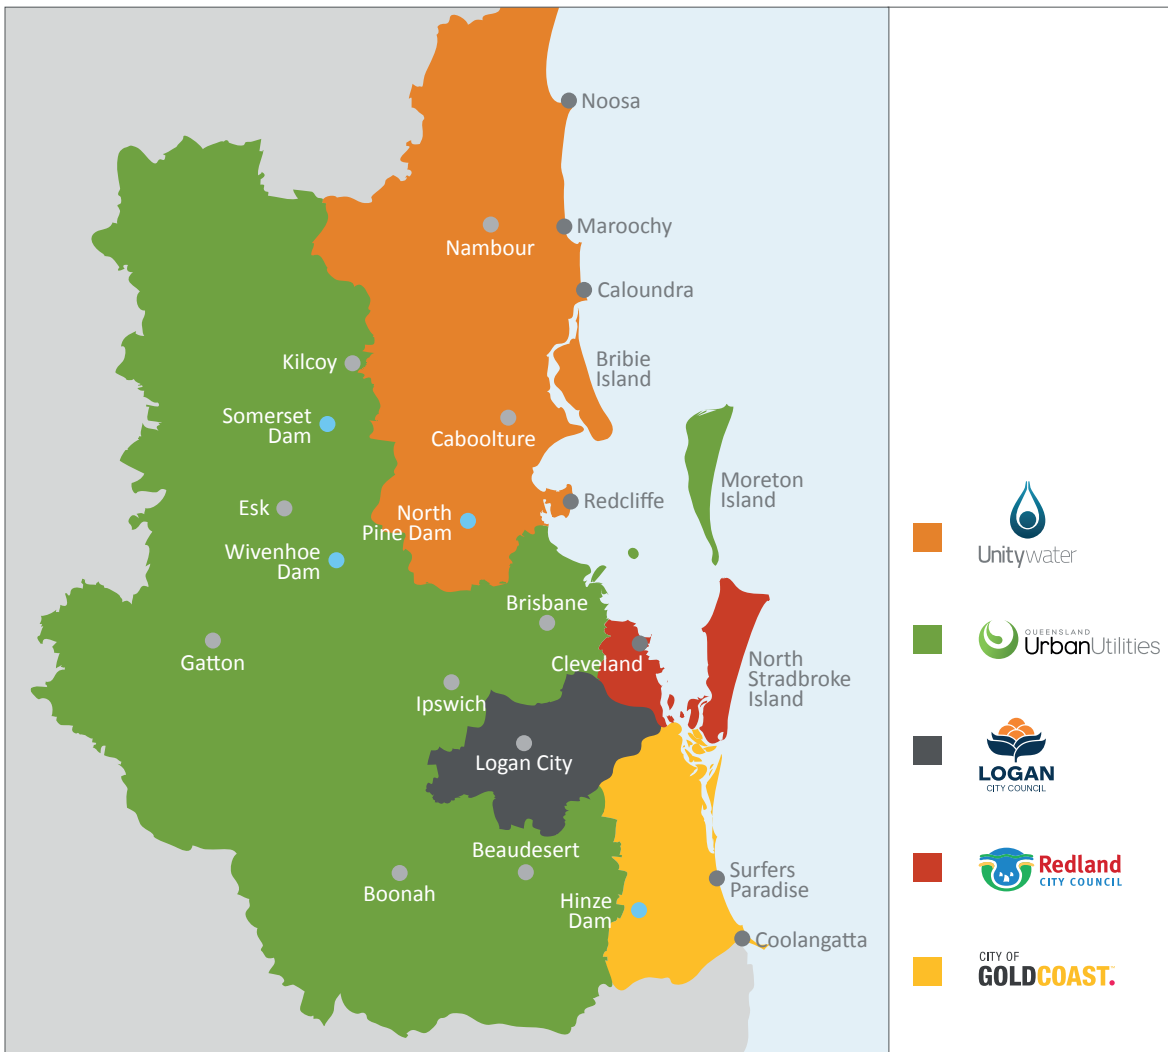 Noosa
Maroochy
Nambour
Caloundra
Kilcoy
Bribie
Island
Somerset
Dam
Caboolture
Moreton
Island
Redcliffe
Esk
North
Pine Dam
Wivenhoe
Dam
Brisbane
Gatton
Cleveland
North
Stradbroke
Island
Ipswich
Logan City
Beaudesert
Boonah
Surfers
Paradise
Hinze
Dam
Coolangatta
Unitywater
QUEENSLAND
UrbanUtilities
LOGAN
CITY COUNCIL
Redland
CITY COUNCIL
CITY OF
GOLDCOAST.